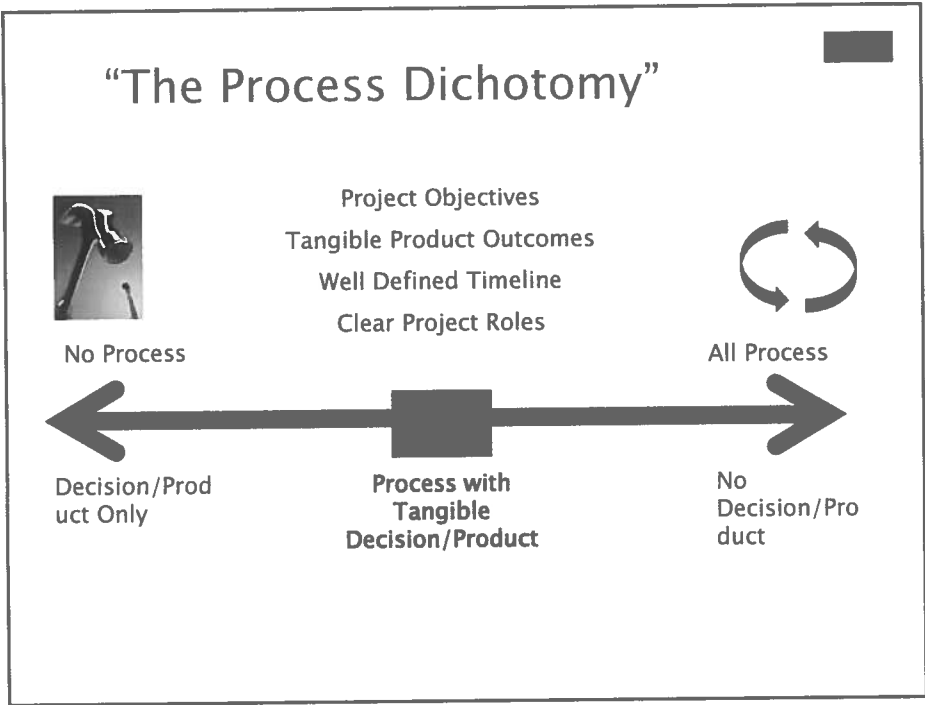 “The Process Dichotomy”
Project Objectives
Tangible Product Outcomes
Well Defined Timeline
Clear Project Roles
No Process
All Process
Decision/Prod
uct Only
Process with
Tangible
Decision/Product
No
Decision/Pro
duct